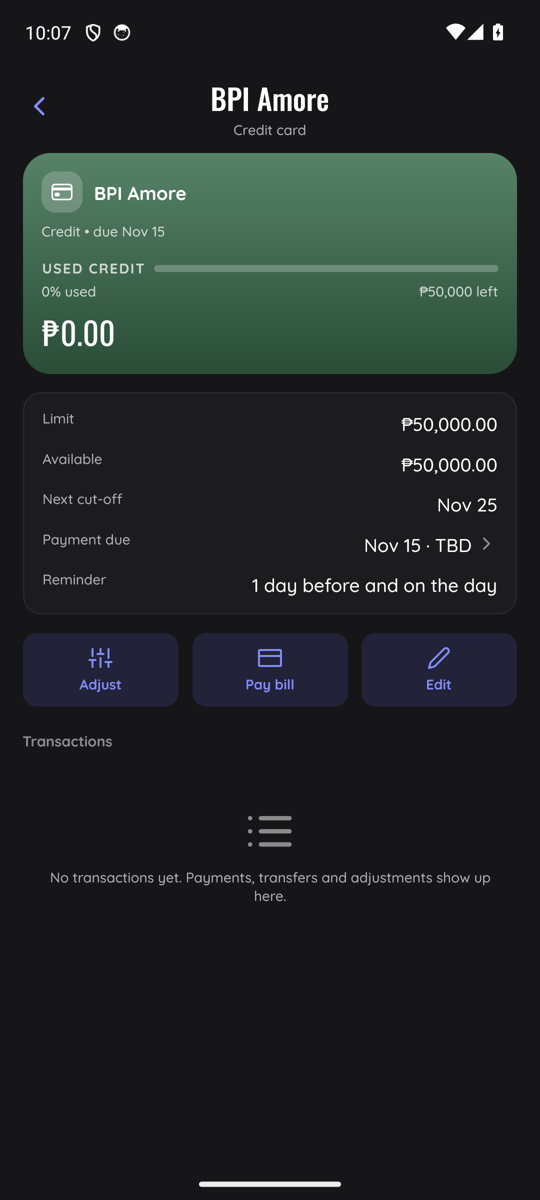 10:07
BPI Amore
Credit card
BPI Amore
Credit • due Nov 15
USED CREDIT
0% used
₱50,000 left
₱0.00
Limit
₱50,000.00
Available
₱50,000.00
Next cut-off
Nov 25
Payment due
Nov 15 · TBD
Reminder
1 day before and on the day
Adjust
Pay bill
Edit
Transactions
No transactions yet. Payments, transfers and adjustments show up
here.